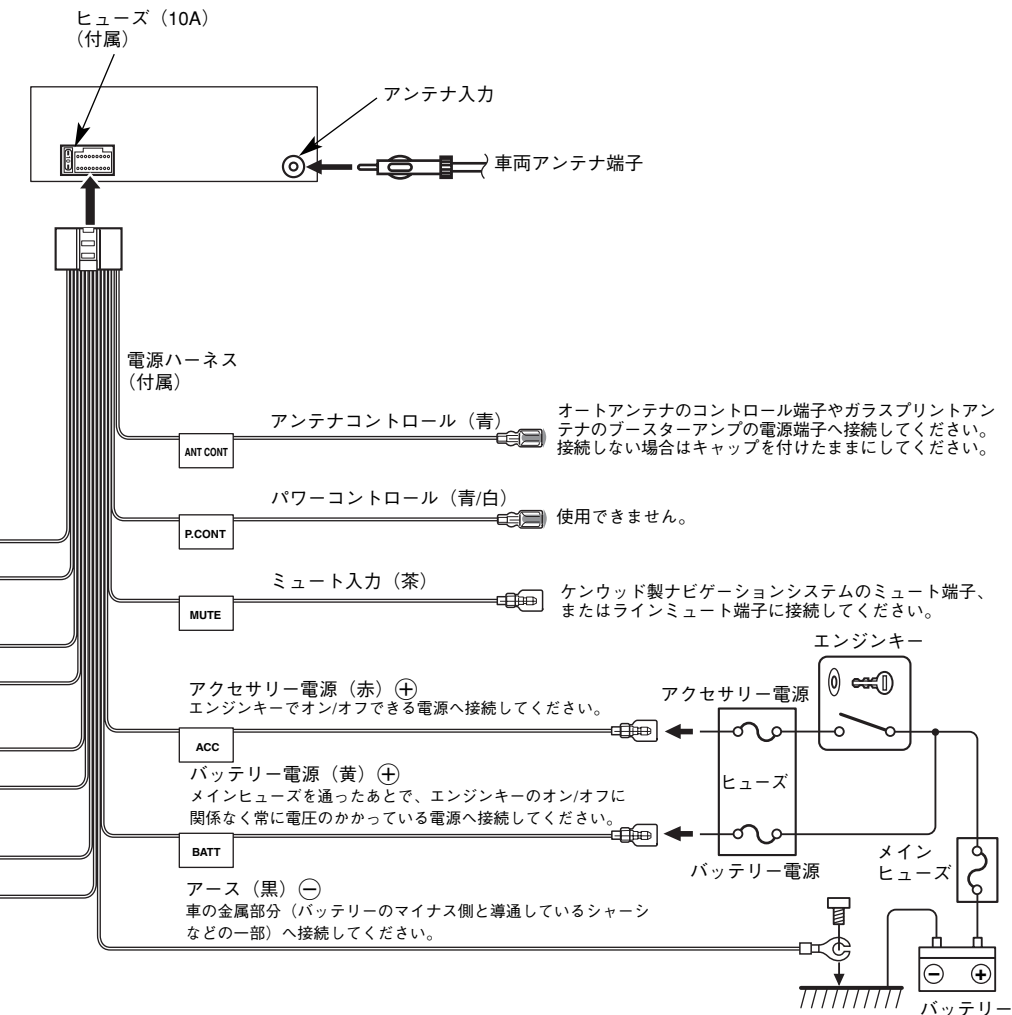 ヒューズ（10A）
（付属）
アンテナ入力
車両アンテナ端子
電源ハーネス
（付属）
アンテナコントロール（青）
ANT CONT
オートアンテナのコントロール端子やガラスプリントアン
テナのブースターアンプの電源端子へ接続してください。
接続しない場合はキャップを付けたままにしてください。
パワーコントロール（青/白）
P.CONT
使用できません。
ミュート入力（茶）
MUTE
ケンウッド製ナビゲーションシステムのミュート端子、
またはラインミュート端子に接続してください。
エンジンキー
アクセサリー電源（赤）⊕
エンジンキーでオン/オフできる電源へ接続してください。
アクセサリー電源
ACC
バッテリー電源（黄）⊕
メインヒューズを通ったあとで、エンジンキーのオン/オフに
関係なく常に電圧のかかっている電源へ接続してください。
ヒューズ
BATT
バッテリー電源
メイン
ヒューズ
アース（黒）⊖
車の金属部分（バッテリーのマイナス側と導通しているシャーシ
などの一部）へ接続してください。
⊖ ⊕
バッテリー